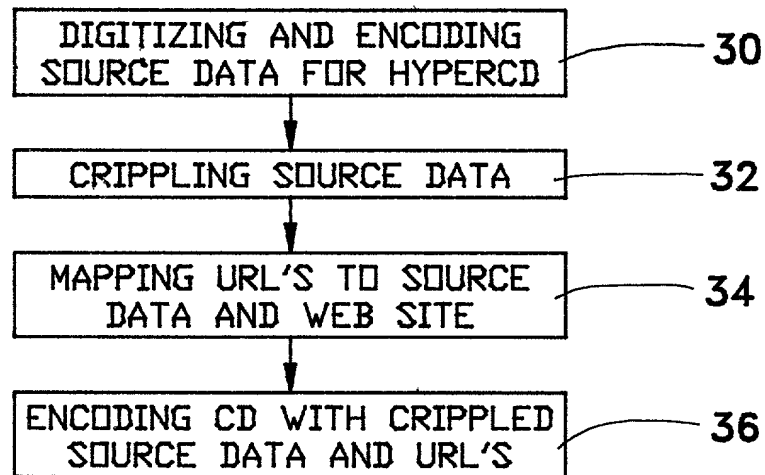 DIGITIZING AND ENCODING
SOURCE DATA FOR HYPERCD
30
CRIPPLING SOURCE DATA
32
MAPPING URL'S TO SOURCE
DATA AND WEB SITE
34
ENCODING CD WITH CRIPPLED
SOURCE DATA AND URL'S
36